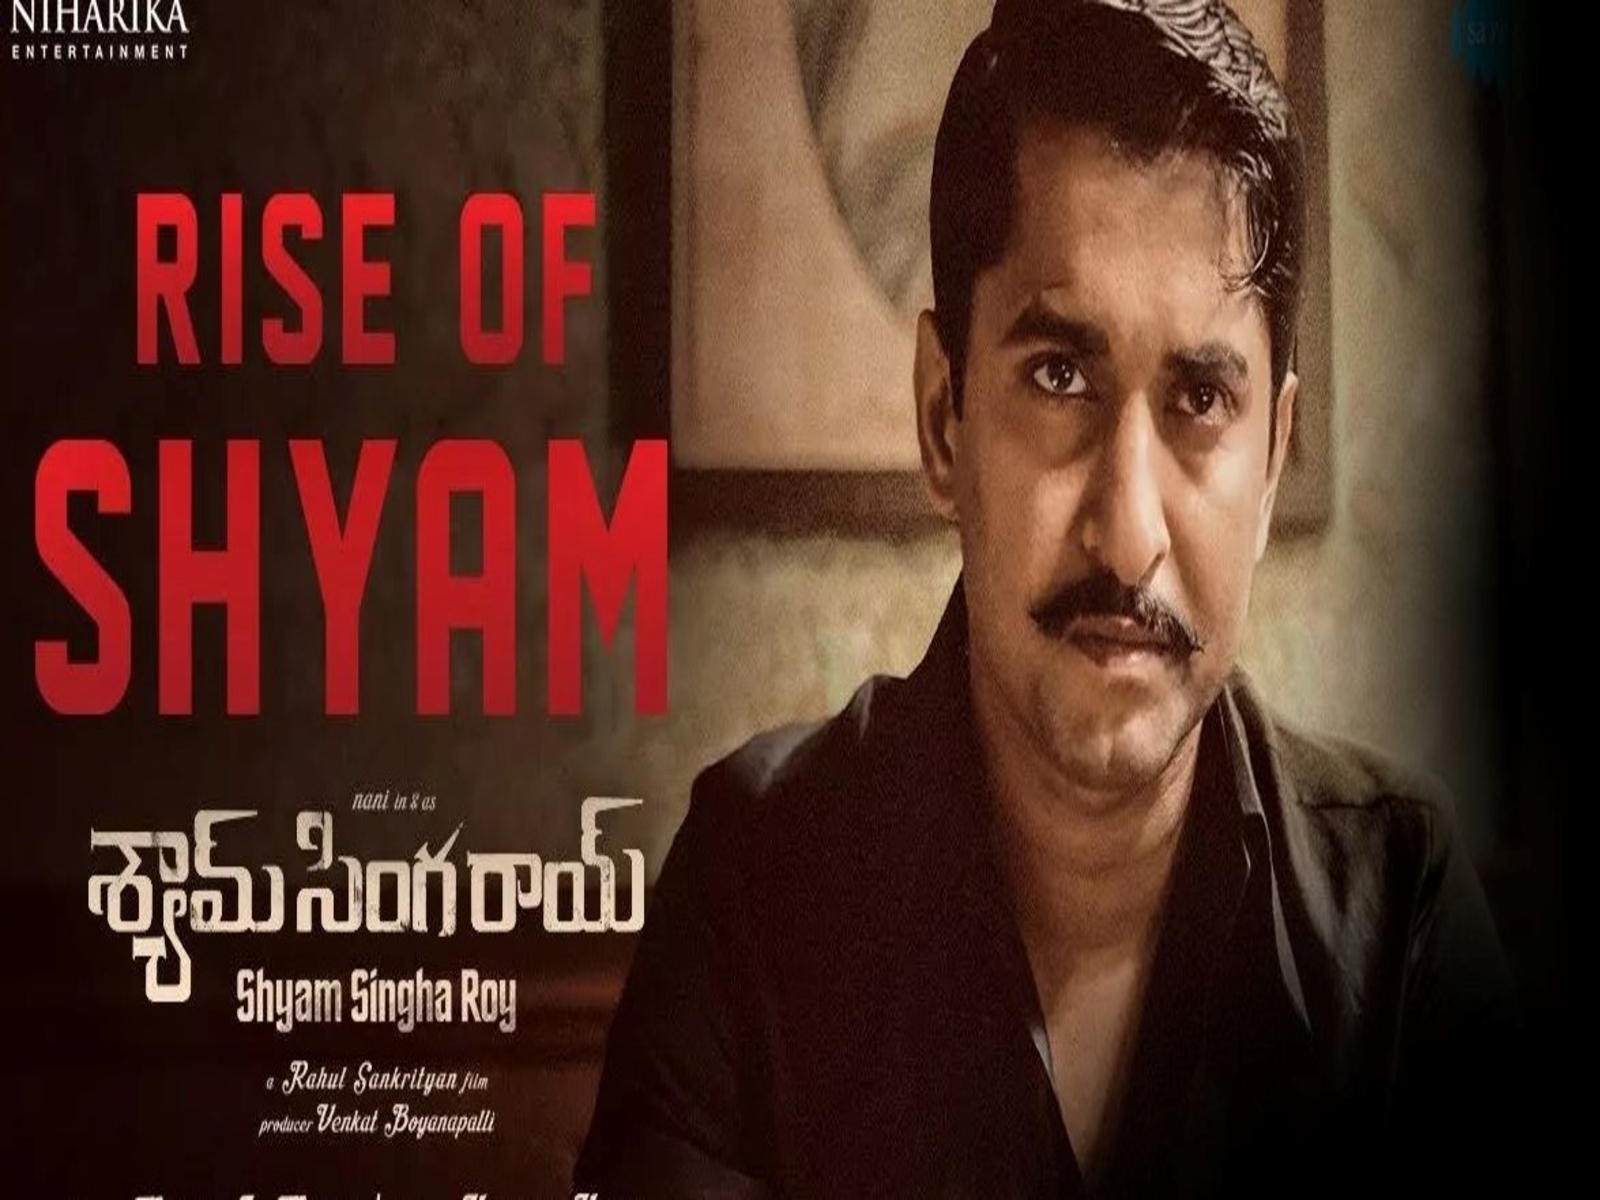 NIHARIKA
ENTERTAINMENT
RISE OF
SHYAM
nani in & as
శ్యామ్ సింగ రాయ్
Shyam Singha Roy
a Rahul Sankrityan film
producer Venkat Boyanapalli